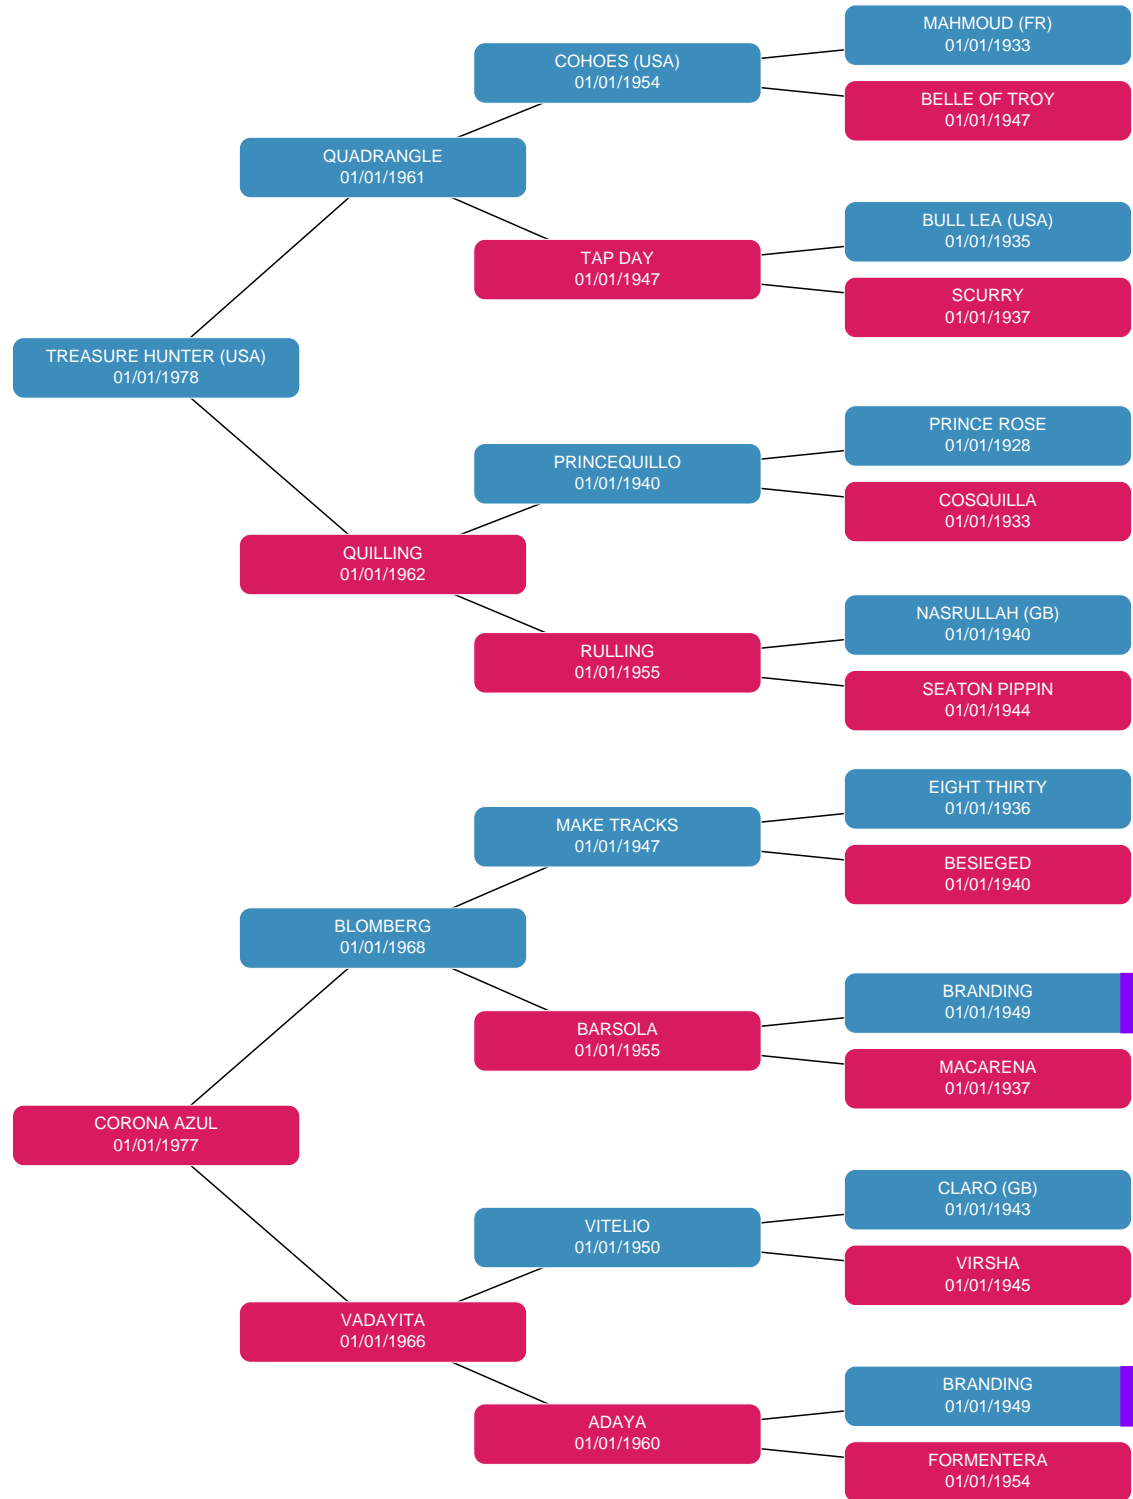 MAHMOUD (FR)
01/01/1933
COHOES (USA)
01/01/1954
BELLE OF TROY
01/01/1947
QUADRANGLE
01/01/1961
BULL LEA (USA)
01/01/1935
TAP DAY
01/01/1947
SCURRY
01/01/1937
TREASURE HUNTER (USA)
01/01/1978
PRINCE ROSE
01/01/1928
PRINCEQUILLO
01/01/1940
COSQUILLA
01/01/1933
QUILLING
01/01/1962
NASRULLAH (GB)
01/01/1940
RULLING
01/01/1955
SEATON PIPPIN
01/01/1944
EIGHT THIRTY
01/01/1936
MAKE TRACKS
01/01/1947
BESIEGED
01/01/1940
BLOMBERG
01/01/1968
BRANDING
01/01/1949
BARSOLA
01/01/1955
MACARENA
01/01/1937
CORONA AZUL
01/01/1977
CLARO (GB)
01/01/1943
VITELIO
01/01/1950
VIRSHA
01/01/1945
VADAYITA
01/01/1966
BRANDING
01/01/1949
ADAYA
01/01/1960
FORMENTERA
01/01/1954